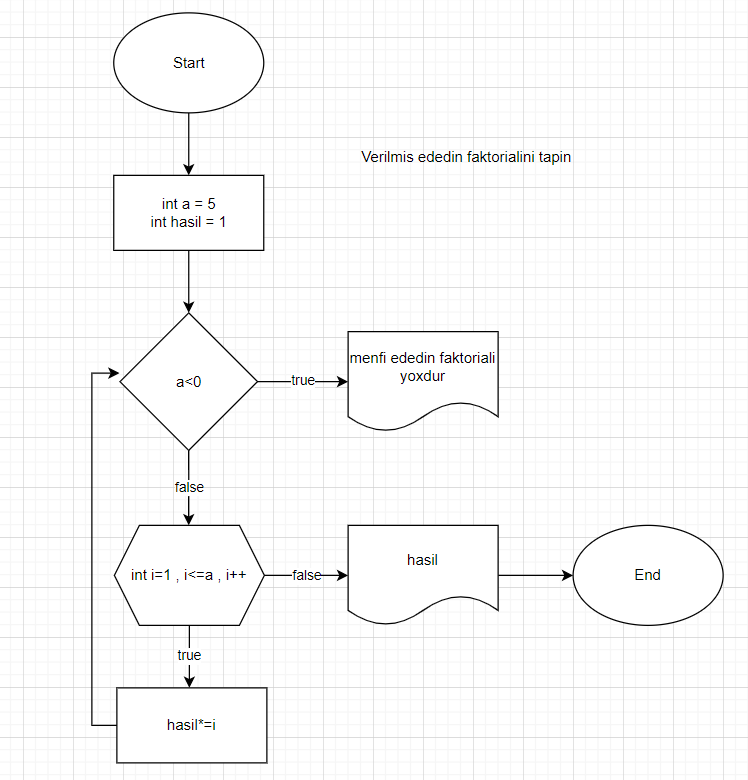 Start
Verilmis ededin faktorialini tapin
int a = 5
int hasil = 1
a<0
true
menfi ededin faktoriali
yoxdur
false
int i=1 , i<=a , i++
false
hasil
End
true
hasil*=i